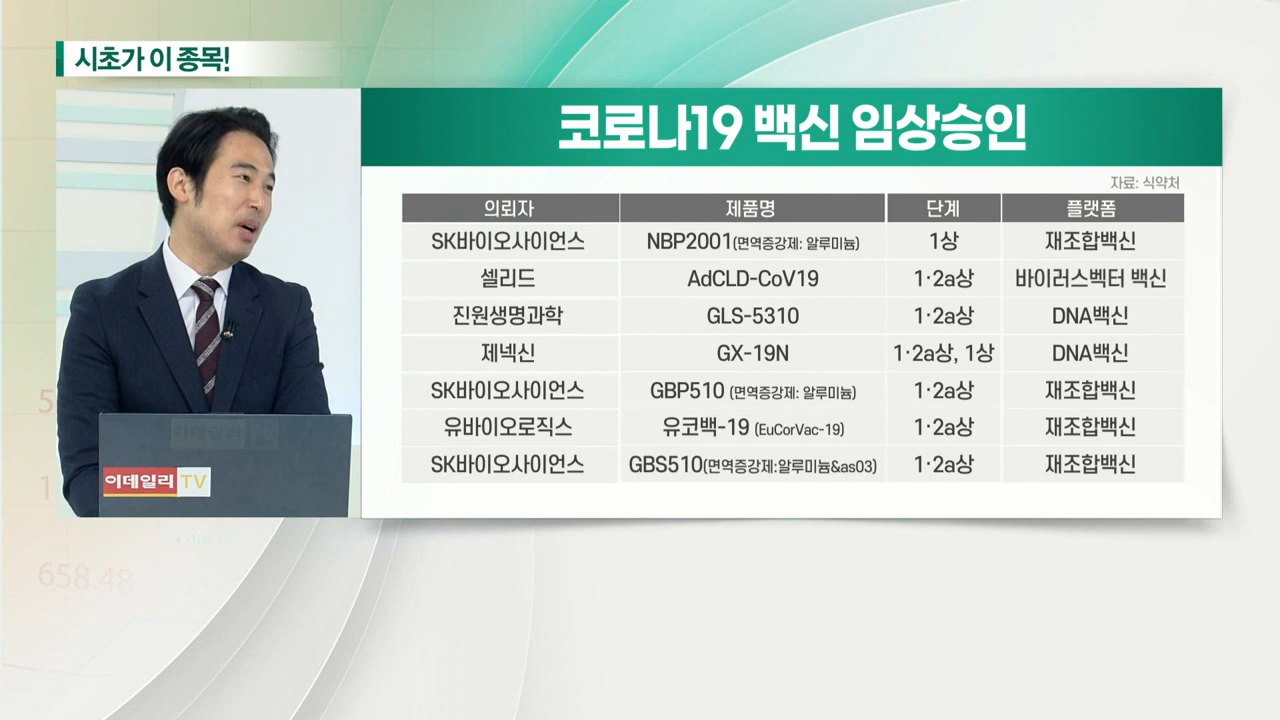 시초가 이 종목!
코로나19 백신 임상승인
자료: 식약처
의뢰자 제품명 단계 플랫폼
SK바이오사이언스 NBP2001(면역증강제: 알루미늄) 1상 재조합백신
셀리드 AdCLD-CoV19 1·2a상 바이러스벡터 백신
진원생명과학 GLS-5310 1·2a상 DNA백신
제넥신 GX-19N 1·2a상, 1상 DNA백신
SK바이오사이언스 GBP510 (면역증강제: 알루미늄) 1·2a상 재조합백신
유바이오로직스 유코백-19 (EuCorVac-19) 1·2a상 재조합백신
SK바이오사이언스 GBS510(면역증강제:알루미늄&as03) 1·2a상 재조합백신
이데일리 TV
658.48